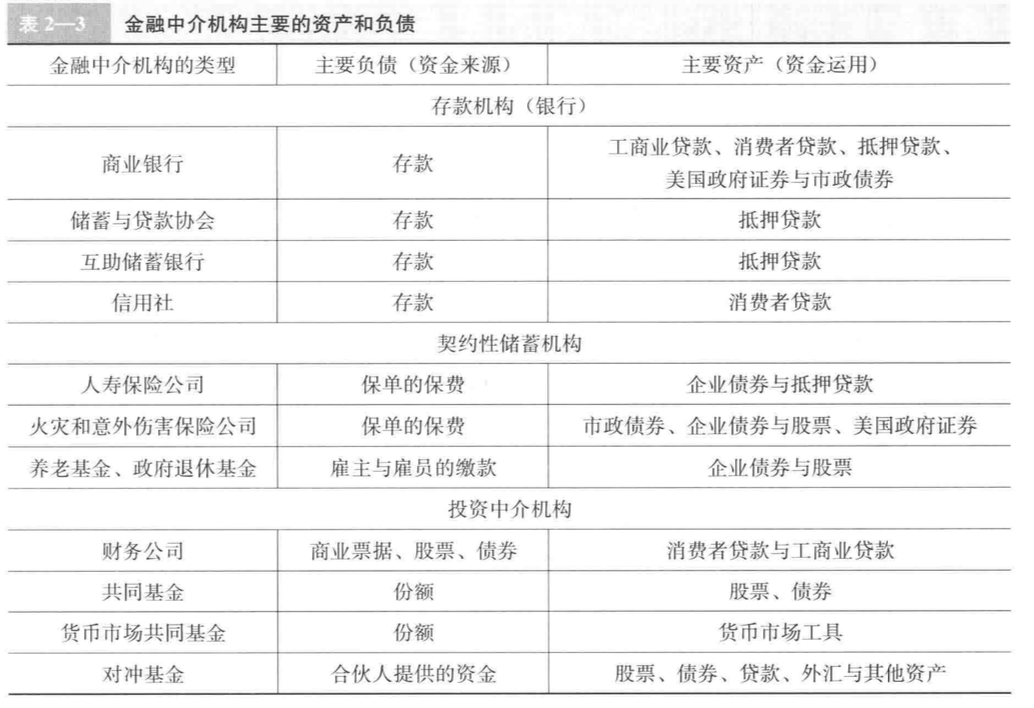 表2—3 金融中介机构主要的资产和负债
金融中介机构的类型 主要负债（资金来源） 主要资产（资金运用）
存款机构（银行）
商业银行 存款 工商业贷款、消费者贷款、抵押贷款、
美国政府证券与市政债券
储蓄与贷款协会 存款 抵押贷款
互助储蓄银行 存款 抵押贷款
信用社 存款 消费者贷款
契约性储蓄机构
人寿保险公司 保单的保费 企业债券与抵押贷款
火灾和意外伤害保险公司 保单的保费 市政债券、企业债券与股票、美国政府证券
养老基金、政府退休基金 雇主与雇员的缴款 企业债券与股票
投资中介机构
财务公司 商业票据、股票、债券 消费者贷款与工商业贷款
共同基金 份额 股票、债券
货币市场共同基金 份额 货币市场工具
对冲基金 合伙人提供的资金 股票、债券、贷款、外汇与其他资产